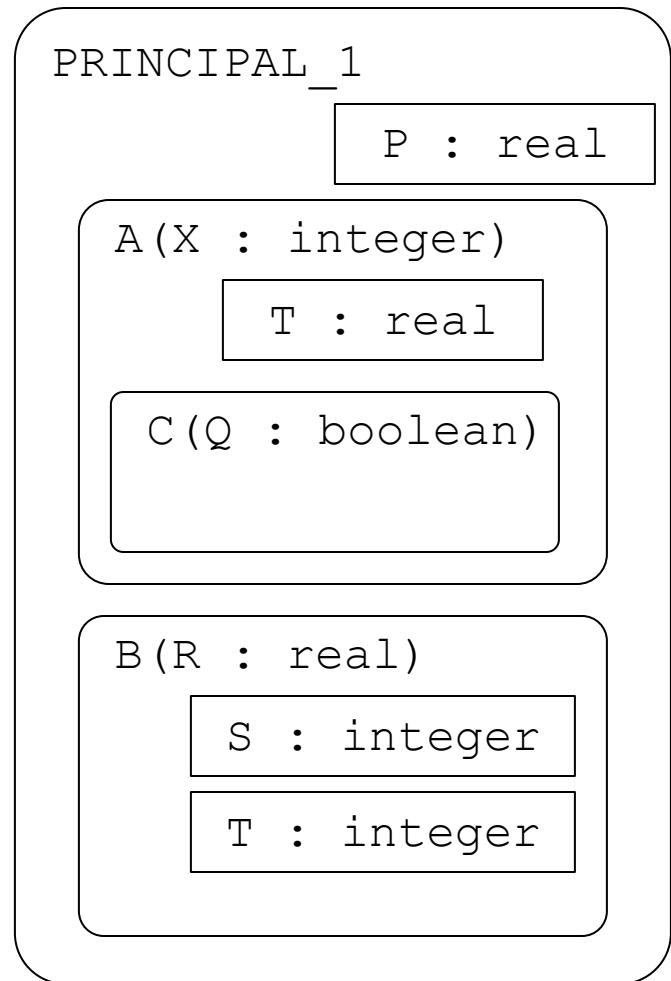 PRINCIPAL_1
P : real
A(X : integer)
T : real
C(Q : boolean)
B(R : real)
S : integer
T : integer